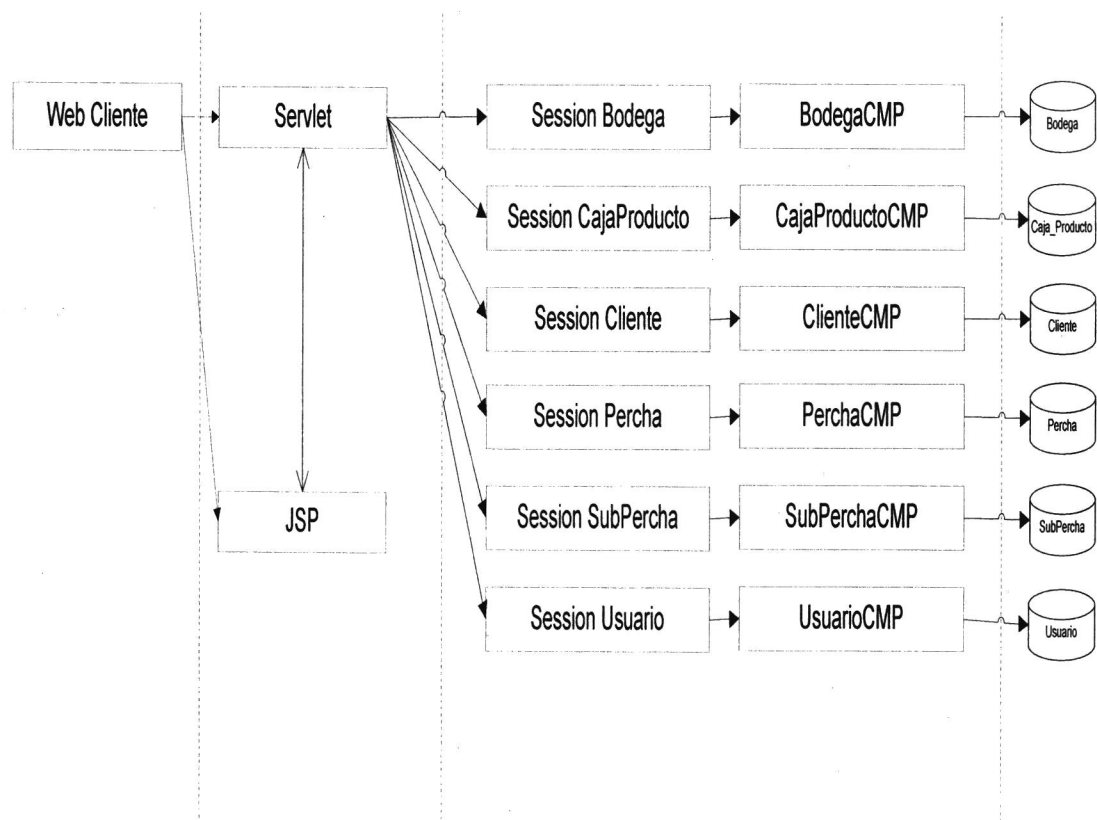 Web Cliente
Servlet
Session Bodega
BodegaCMP
Bodega
Session CajaProducto
CajaProductoCMP
Caja_Producto
Session Cliente
ClienteCMP
Cliente
Session Percha
PerchaCMP
Percha
JSP
Session SubPercha
SubPerchaCMP
SubPercha
Session Usuario
UsuarioCMP
Usuario